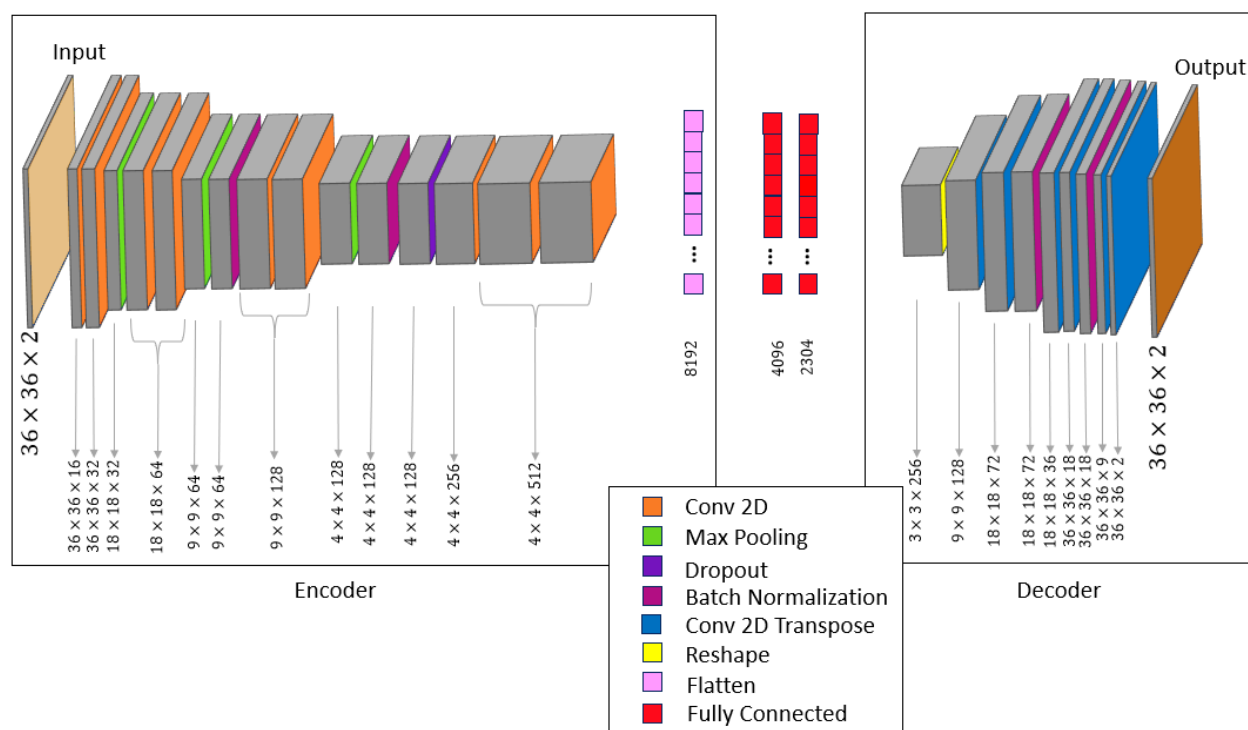 Input
Output
36 × 36 × 2
36 × 36 × 16
36 × 36 × 32
18 × 18 × 32
18 × 18 × 64
9 × 9 × 64
9 × 9 × 64
9 × 9 × 128
4 × 4 × 128
4 × 4 × 128
4 × 4 × 128
4 × 4 × 256
4 × 4 × 512
8192
4096
2304
3 × 3 × 256
9 × 9 × 128
18 × 18 × 72
18 × 18 × 72
18 × 18 × 36
36 × 36 × 18
36 × 36 × 18
36 × 36 × 9
36 × 36 × 2
36 × 36 × 2
Encoder
Decoder
Conv 2D
Max Pooling
Dropout
Batch Normalization
Conv 2D Transpose
Reshape
Flatten
Fully Connected